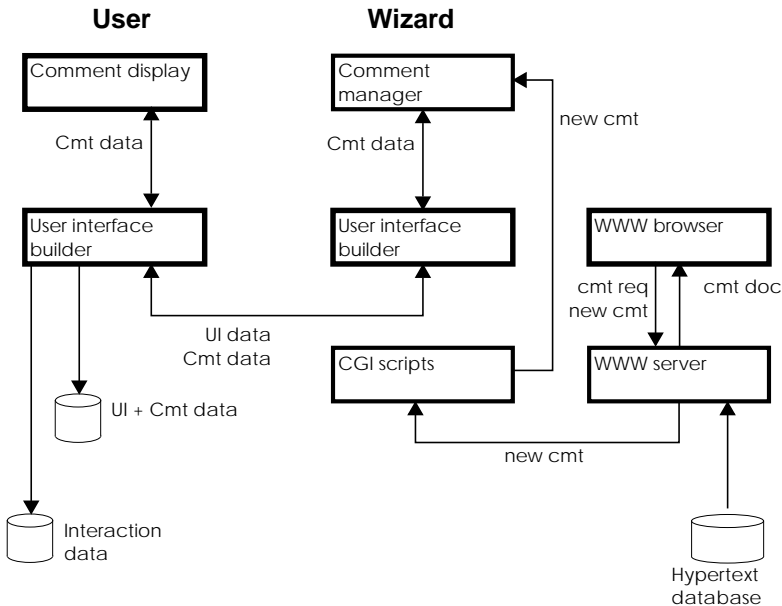 User
Wizard
Comment display
Comment
manager
new cmt
Cmt data
Cmt data
User interface
builder
User interface
builder
WWW browser
cmt req
new cmt
cmt doc
UI data
Cmt data
CGI scripts
WWW server
UI + Cmt data
new cmt
Interaction
data
Hypertext
database